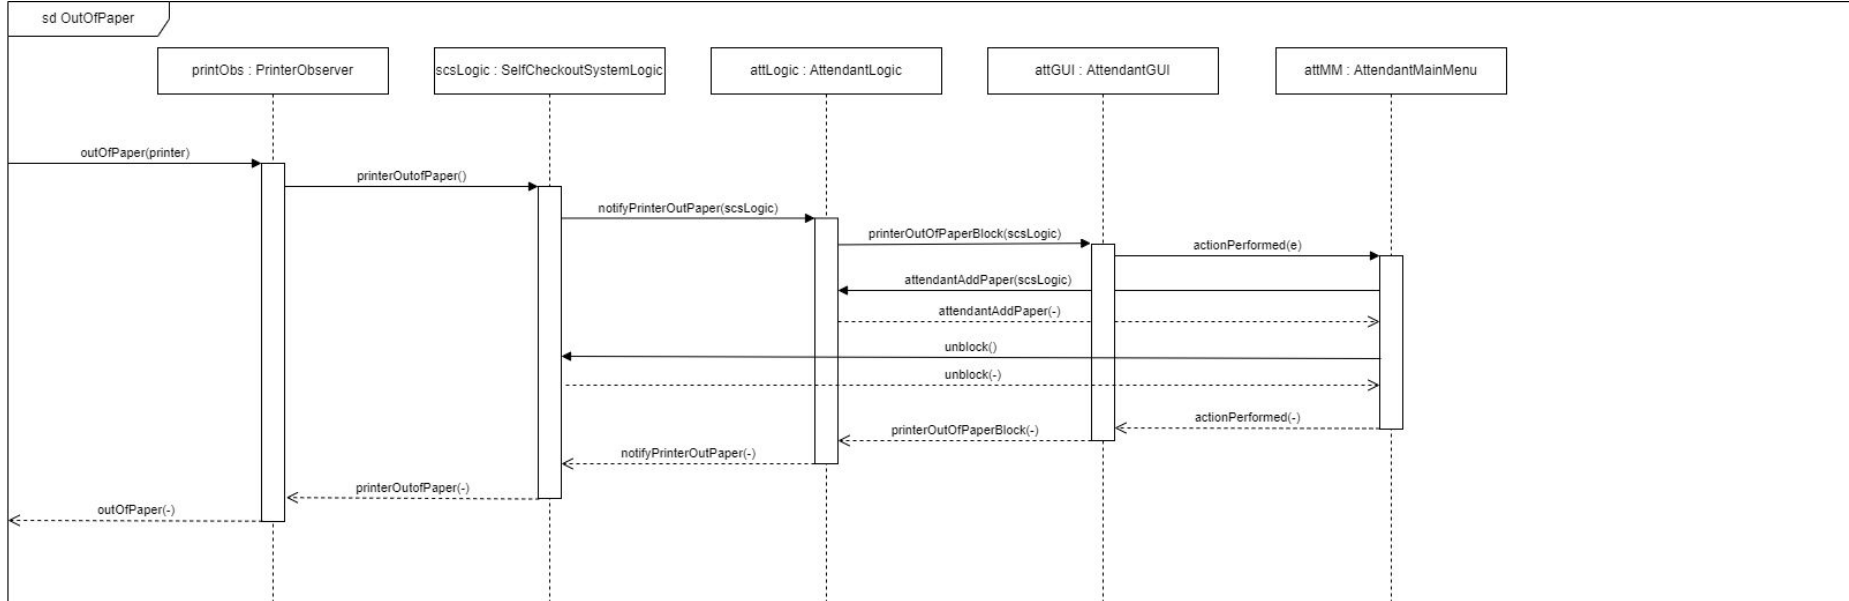 sd OutOfPaper
printObs : PrinterObserver
scsLogic : SelfCheckoutSystemLogic
attLogic : AttendantLogic
attGUI : AttendantGUI
attMM : AttendantMainMenu
outOfPaper(printer)
printerOutofPaper()
notifyPrinterOutPaper(scsLogic)
printerOutOfPaperBlock(scsLogic)
actionPerformed(e)
attendantAddPaper(scsLogic)
attendantAddPaper(-)
unblock()
unblock(-)
actionPerformed(-)
printerOutOfPaperBlock(-)
notifyPrinterOutPaper(-)
printerOutofPaper(-)
outOfPaper(-)